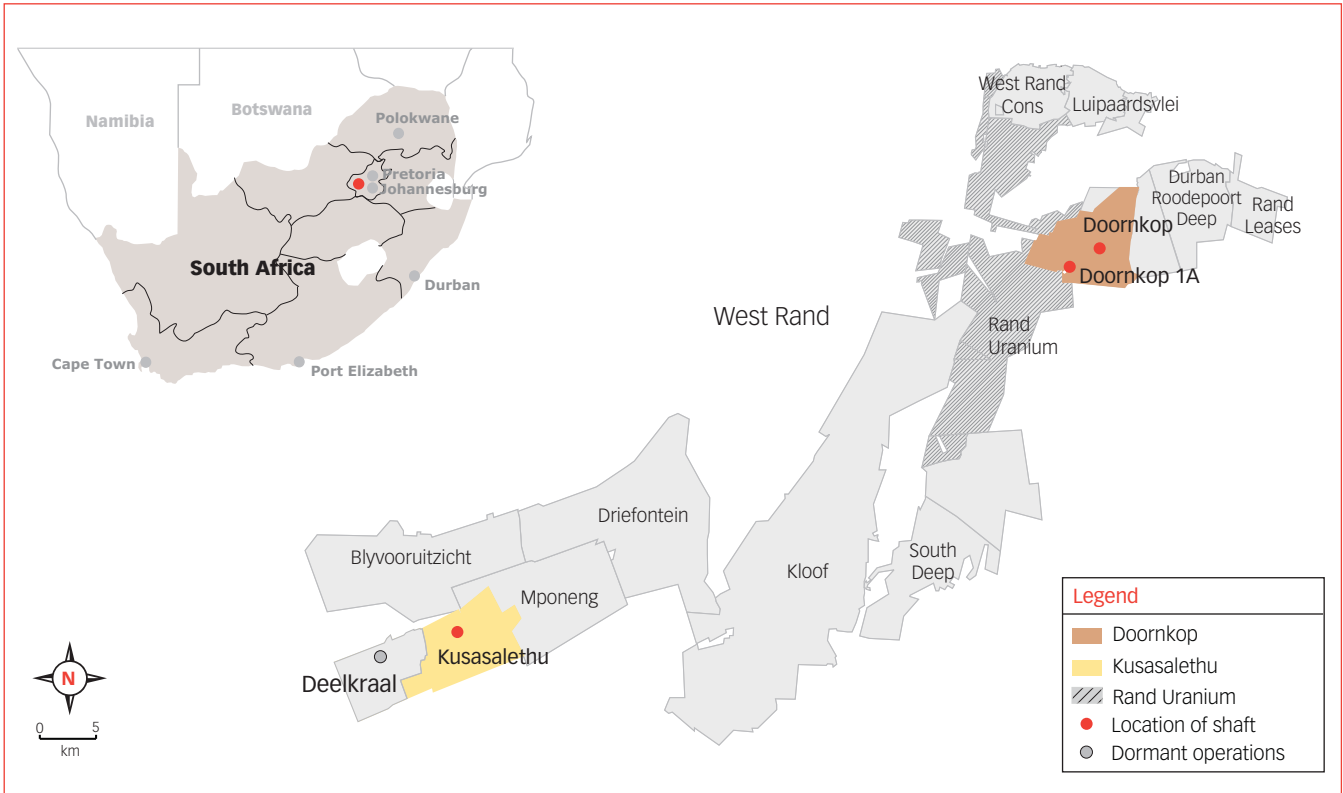 Namibia
Botswana
Polokwane
Pretoria
Johannesburg
South Africa
Durban
Cape Town
Port Elizabeth
West Rand
Cons
Luipaardsvlei
Durban
Roodepoort
Deep
Rand
Leases
Doornkop
Doornkop 1A
West Rand
Rand
Uranium
Driefontein
Blyvooruitzicht
Kloof
South
Deep
Mponeng
Kusasalethu
Deelkraal
N
0 5
km
Legend
Doornkop
Kusasalethu
Rand Uranium
Location of shaft
Dormant operations